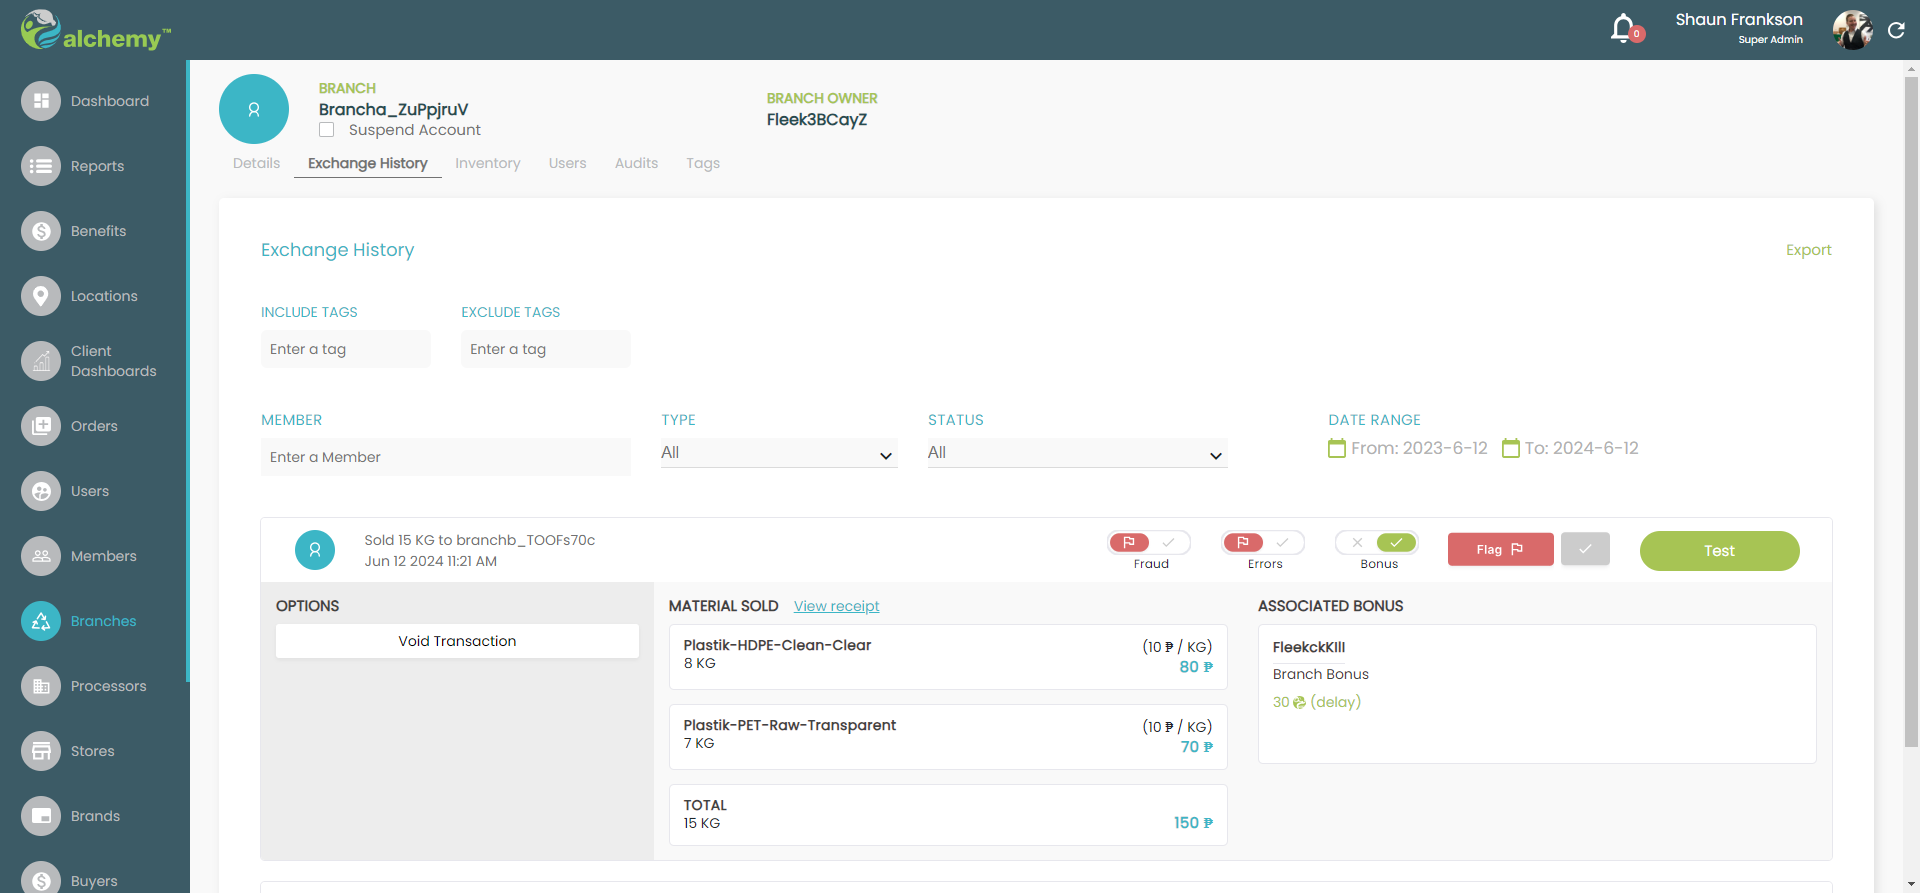 alchemy™
0
Shaun Frankson
Super Admin
Dashboard
Reports
Benefits
Locations
Client
Dashboards
Orders
Users
Members
Branches
Processors
Stores
Brands
Buyers
BRANCH
Brancha_ZuPpjruV
Suspend Account
BRANCH OWNER
Fleek3BCayZ
Details Exchange History Inventory Users Audits Tags
Exchange History
Export
INCLUDE TAGS EXCLUDE TAGS
Enter a tag Enter a tag
MEMBER TYPE STATUS DATE RANGE
Enter a Member All All From: 2023-6-12 To: 2024-6-12
Sold 15 KG to branchb_TOOFs70c
Jun 12 2024 11:21 AM
Fraud Errors Bonus
Flag
Test
OPTIONS
Void Transaction
MATERIAL SOLD View receipt
Plastik-HDPE-Clean-Clear (10 ₱ / KG)
8 KG 80 ₱
Plastik-PET-Raw-Transparent (10 ₱ / KG)
7 KG 70 ₱
TOTAL
15 KG 150 ₱
ASSOCIATED BONUS
FleekckKIll
Branch Bonus
30 (delay)